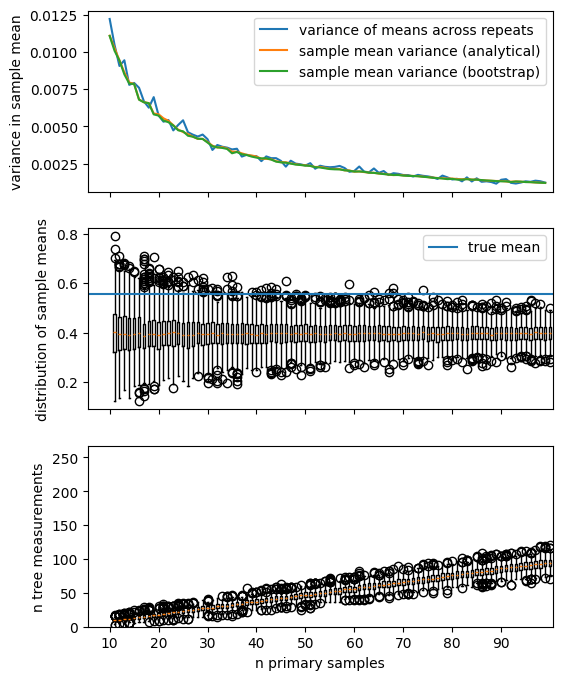 variance in sample mean
0.0125
0.0100
0.0075
0.0050
0.0025
variance of means across repeats
sample mean variance (analytical)
sample mean variance (bootstrap)
distribution of sample means
0.8
0.6
0.4
0.2
true mean
n tree measurements
250
200
150
100
50
0
10 20 30 40 50 60 70 80 90
n primary samples